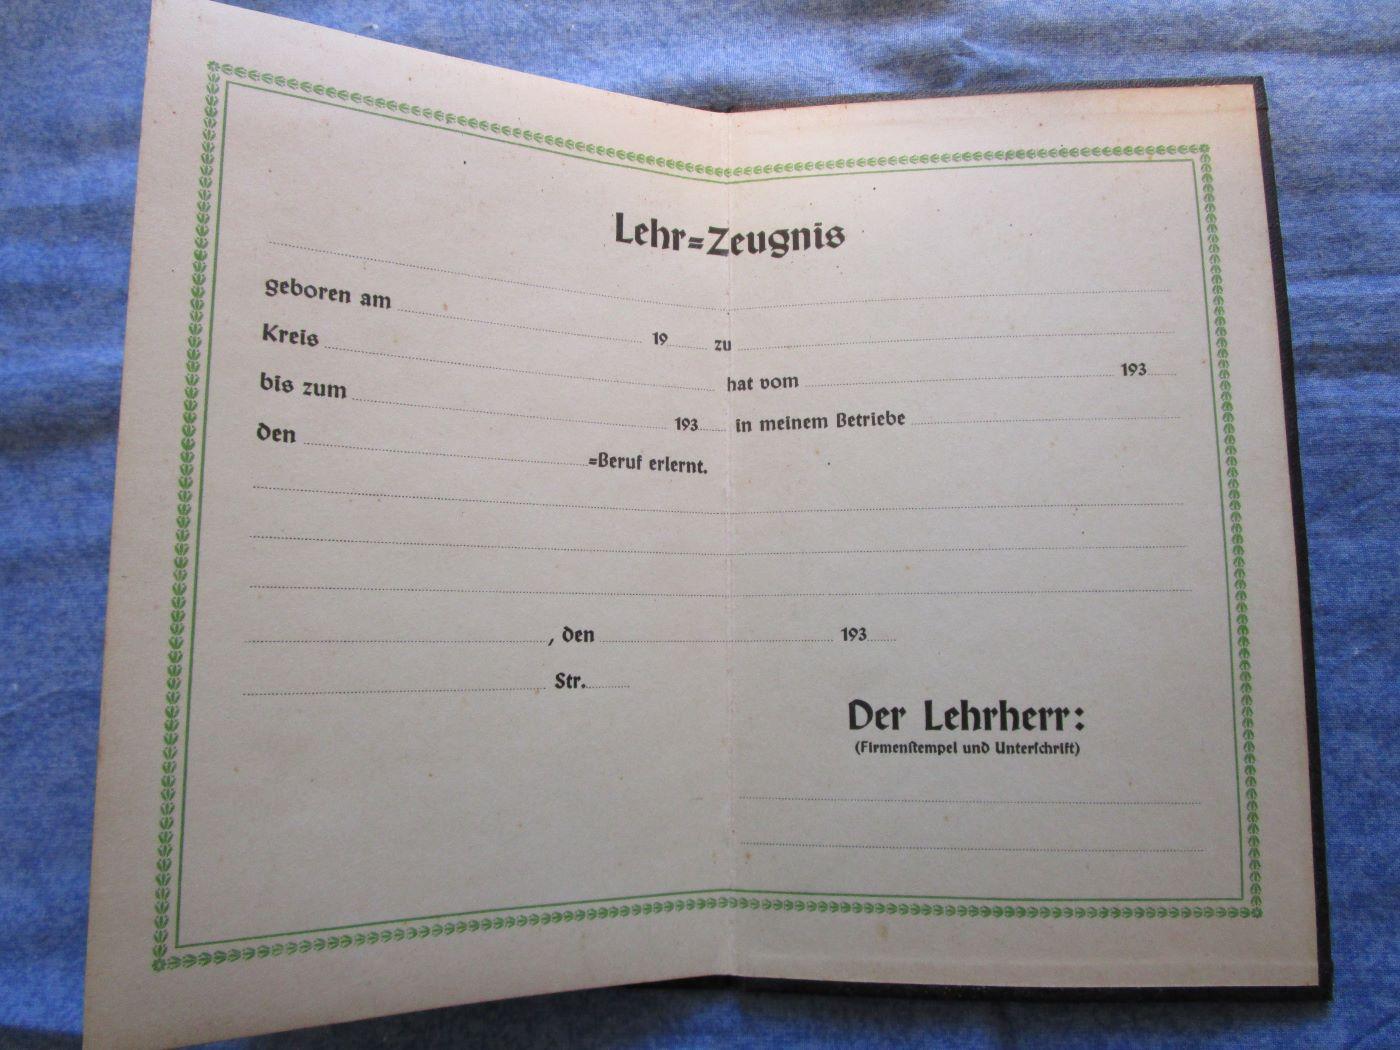 Lehr=Zeugnis
geboren am 19 zu
Kreis hat vom 193
bis zum 193 in meinem Betriebe
den =Beruf erlernt.
, den 193
Str.
Der Lehrherr:
(Firmenſtempel und Unterſchrift)